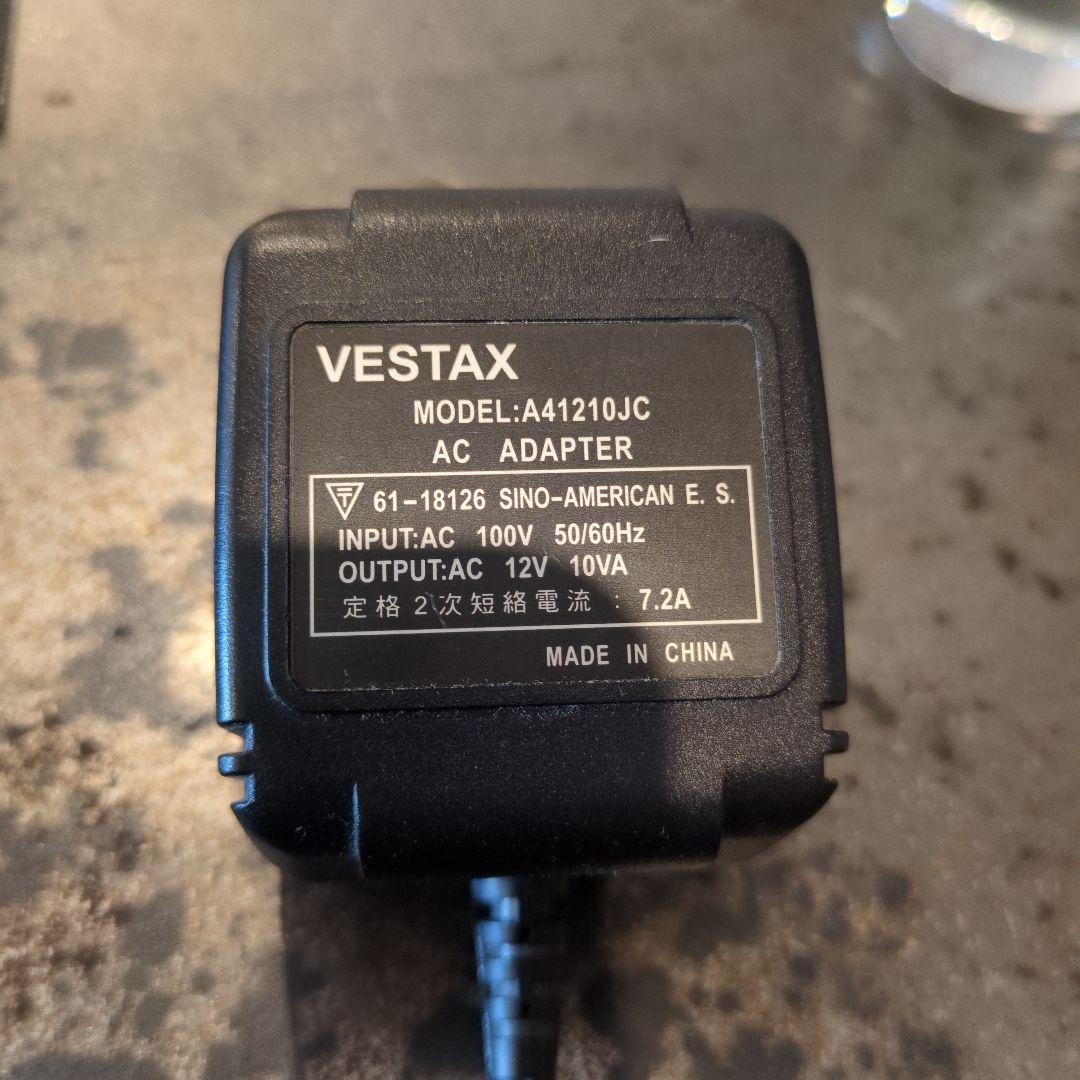 VESTAX
MODEL:A41210JC
AC ADAPTER
61-18126 SINO-AMERICAN E. S.
INPUT:AC 100V 50/60Hz
OUTPUT:AC 12V 10VA
定格2次短絡電流 : 7.2A
MADE IN CHINA